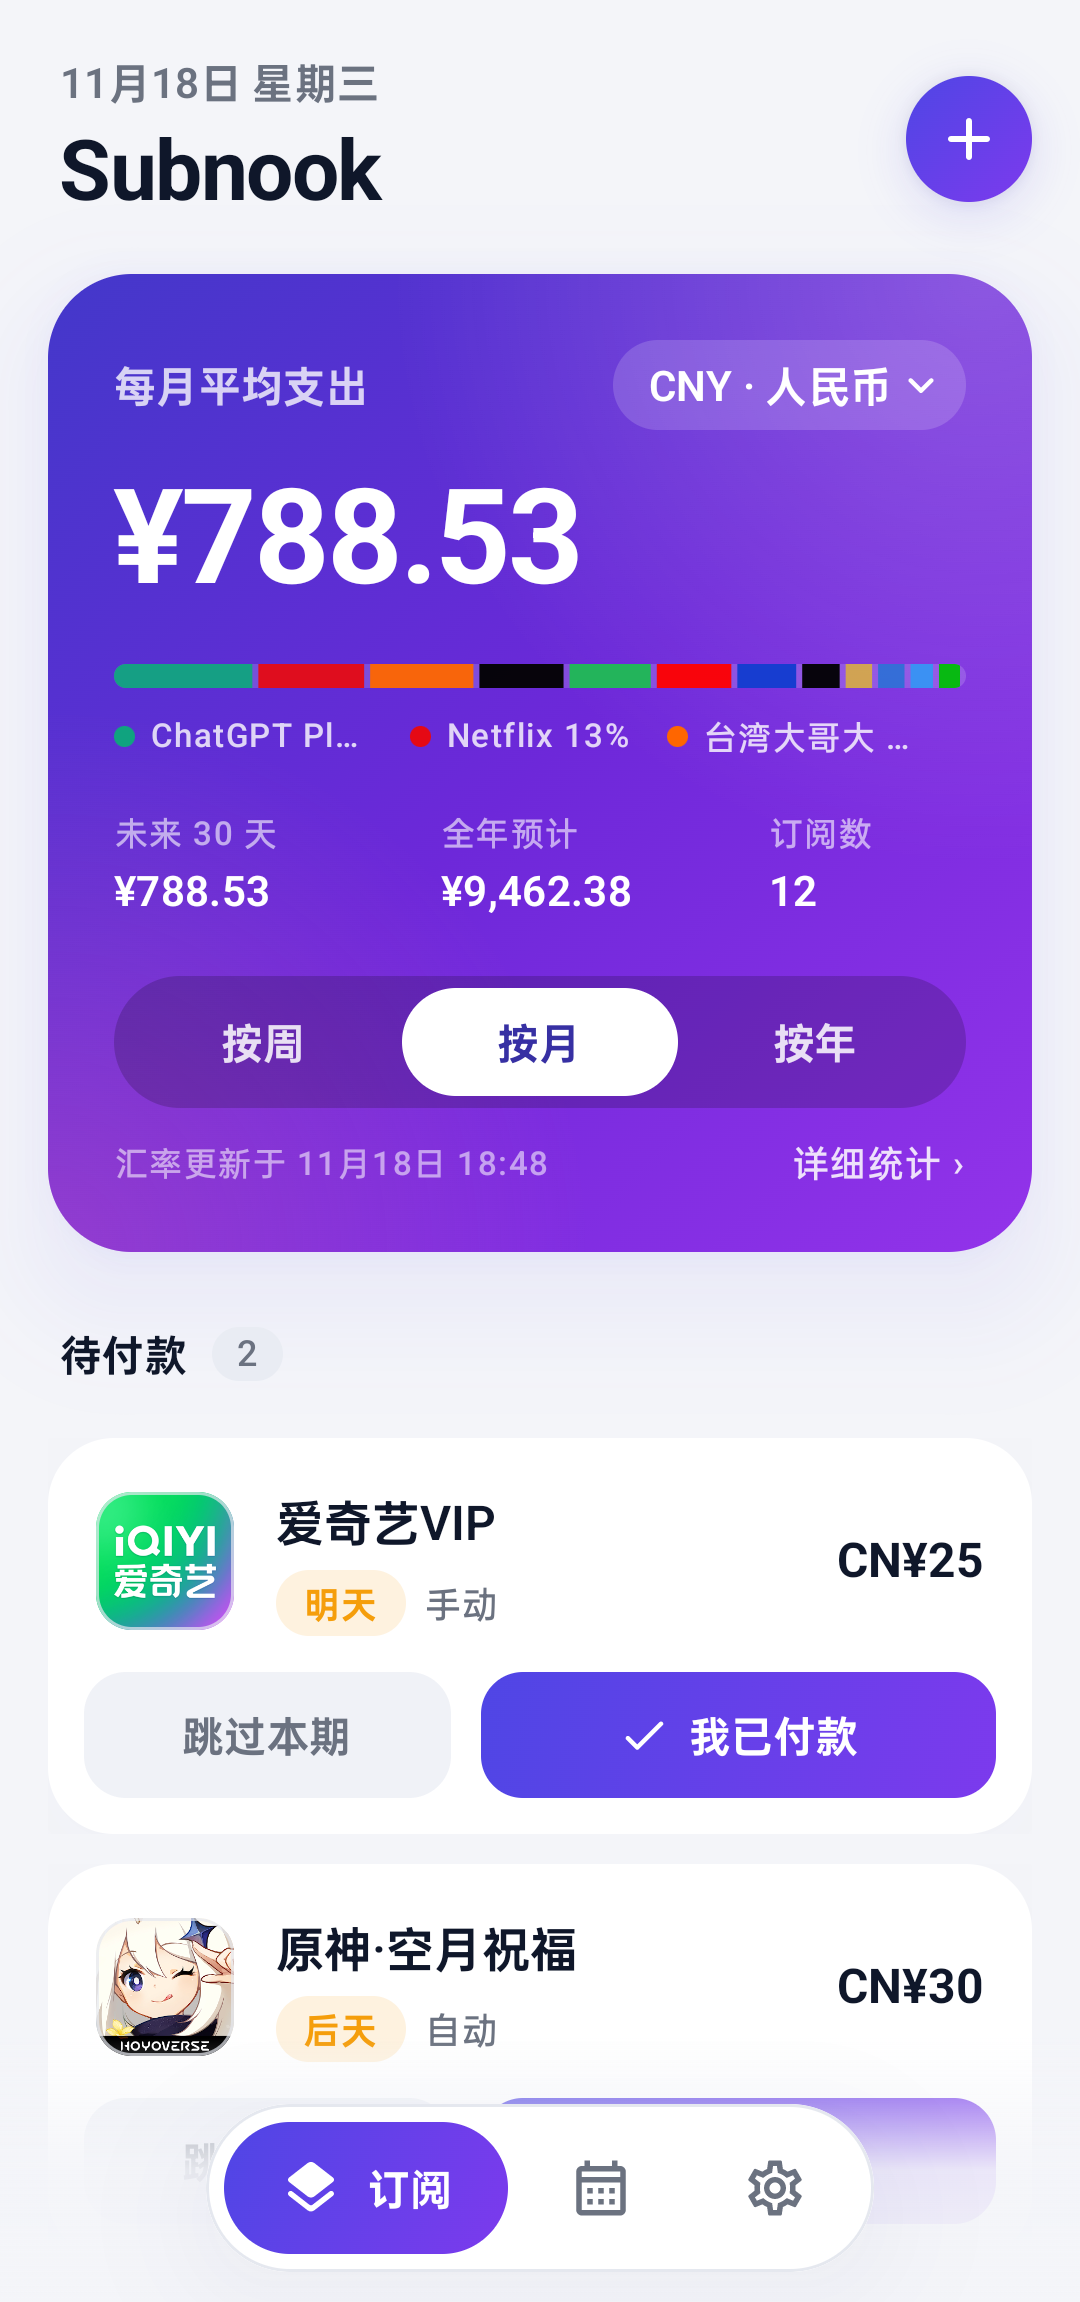 11月18日 星期三
Subnook
每月平均支出
CNY · 人民币
¥788.53
ChatGPT Pl...
Netflix 13%
台湾大哥大 ...
未来 30 天
全年预计
订阅数
¥788.53
¥9,462.38
12
按周
按月
按年
汇率更新于 11月18日 18:48
详细统计 ›
待付款
2
iQIYI
爱奇艺
爱奇艺VIP
明天
手动
CN¥25
跳过本期
我已付款
原神·空月祝福
后天
自动
CN¥30
HOYOVERSE
跳
订阅